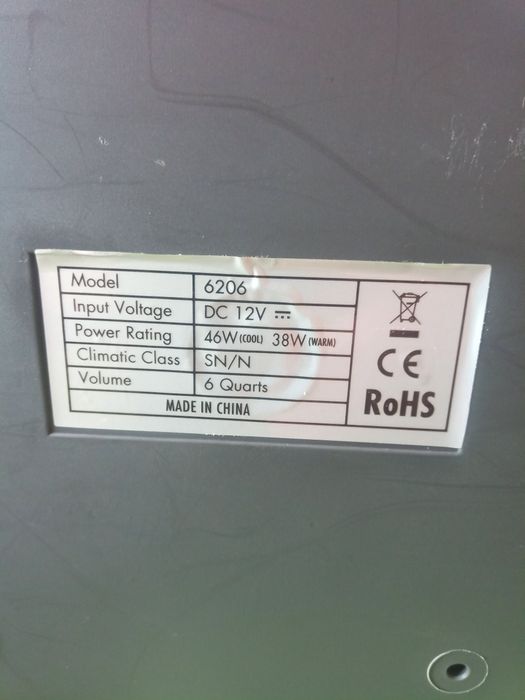 Model 6206
Input Voltage DC 12V ⎓
Power Rating 46W(COOL) 38W(WARM)
Climatic Class SN/N
Volume 6 Quarts
MADE IN CHINA
CE
RoHS